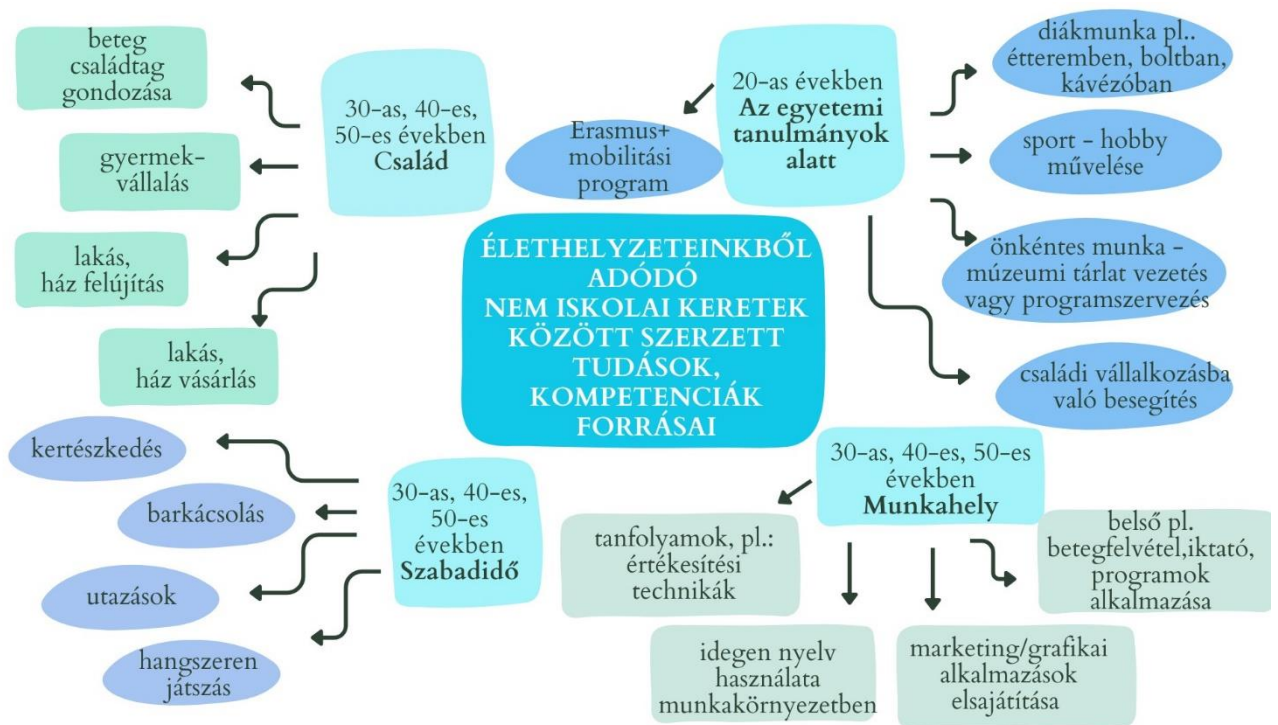 beteg
családtag
gondozása
gyermek-
vállalás
lakás,
ház felújítás
lakás,
ház vásárlás
30-as, 40-es,
50-es években
Család
Erasmus+
mobilitási
program
20-as években
Az egyetemi
tanulmányok
alatt
diákmunka pl..
étteremben, boltban,
kávézóban
sport - hobby
művelése
önkéntes munka -
múzeumi tárlat vezetés
vagy programszervezés
családi vállalkozásba
való besegítés
ÉLETHELYZETEINKBŐL
ADÓDÓ
NEM ISKOLAI KERETEK
KÖZÖTT SZERZETT
TUDÁSOK,
KOMPETENCIÁK
FORRÁSAI
kertészkedés
barkácsolás
utazások
hangszeren
játszás
30-as, 40-es,
50-es
években
Szabadidő
30-as, 40-es, 50-es
években
Munkahely
tanfolyamok, pl.:
értékesítési
technikák
idegen nyelv
használata
munkakörnyezetben
marketing/grafikai
alkalmazások
elsajátítása
belső pl.
betegfelvétel,iktató,
programok
alkalmazása